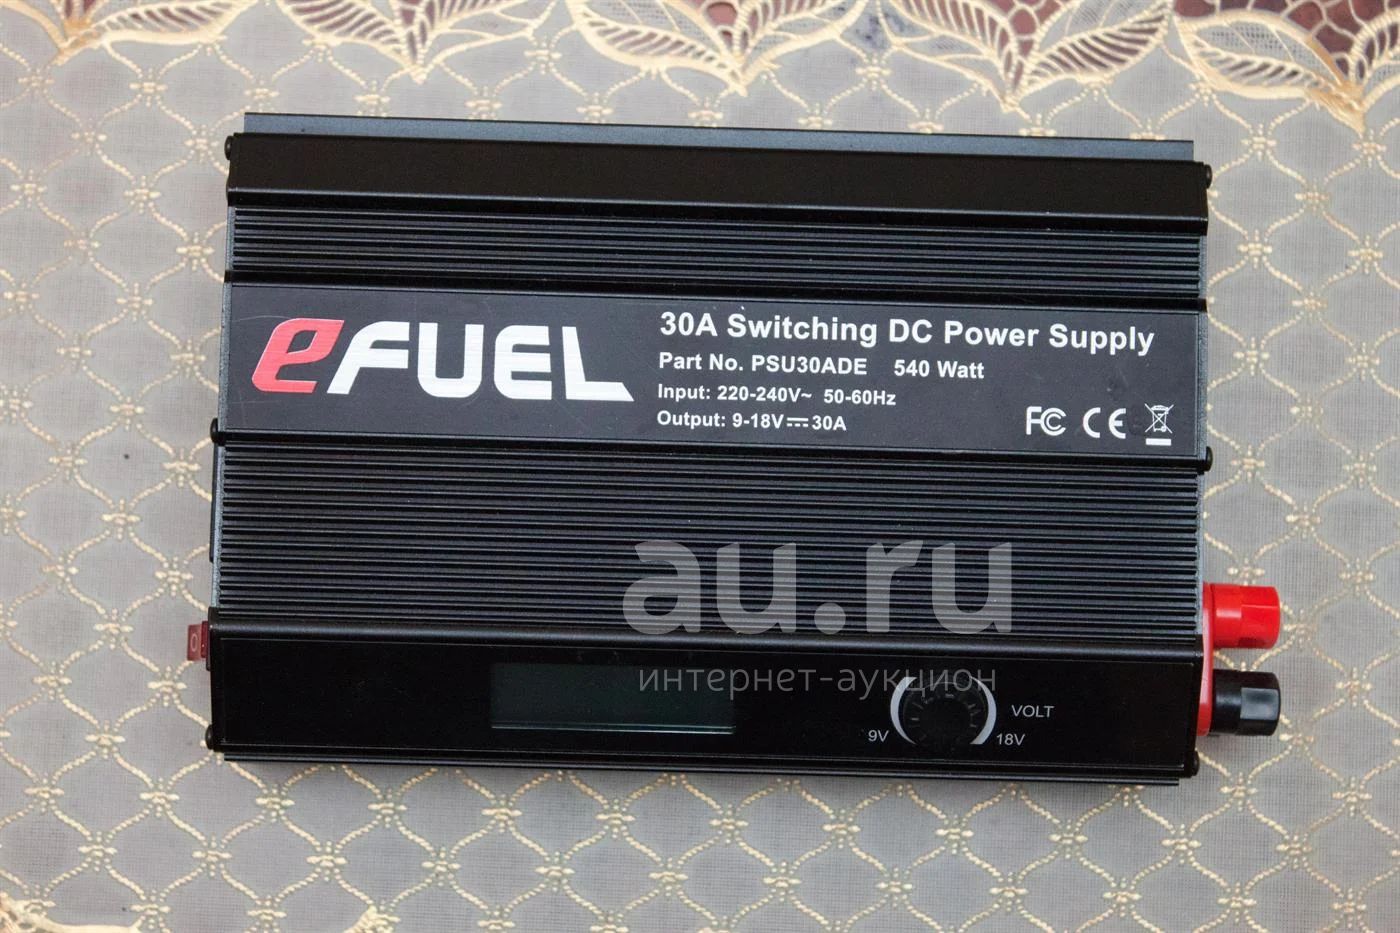 eFUEL
30A Switching DC Power Supply
Part No. PSU30ADE 540 Watt
Input: 220-240V~ 50-60Hz
Output: 9-18V⎓30A
FC CE
au.ru
интернет-аукцион
VOLT
9V 18V
O